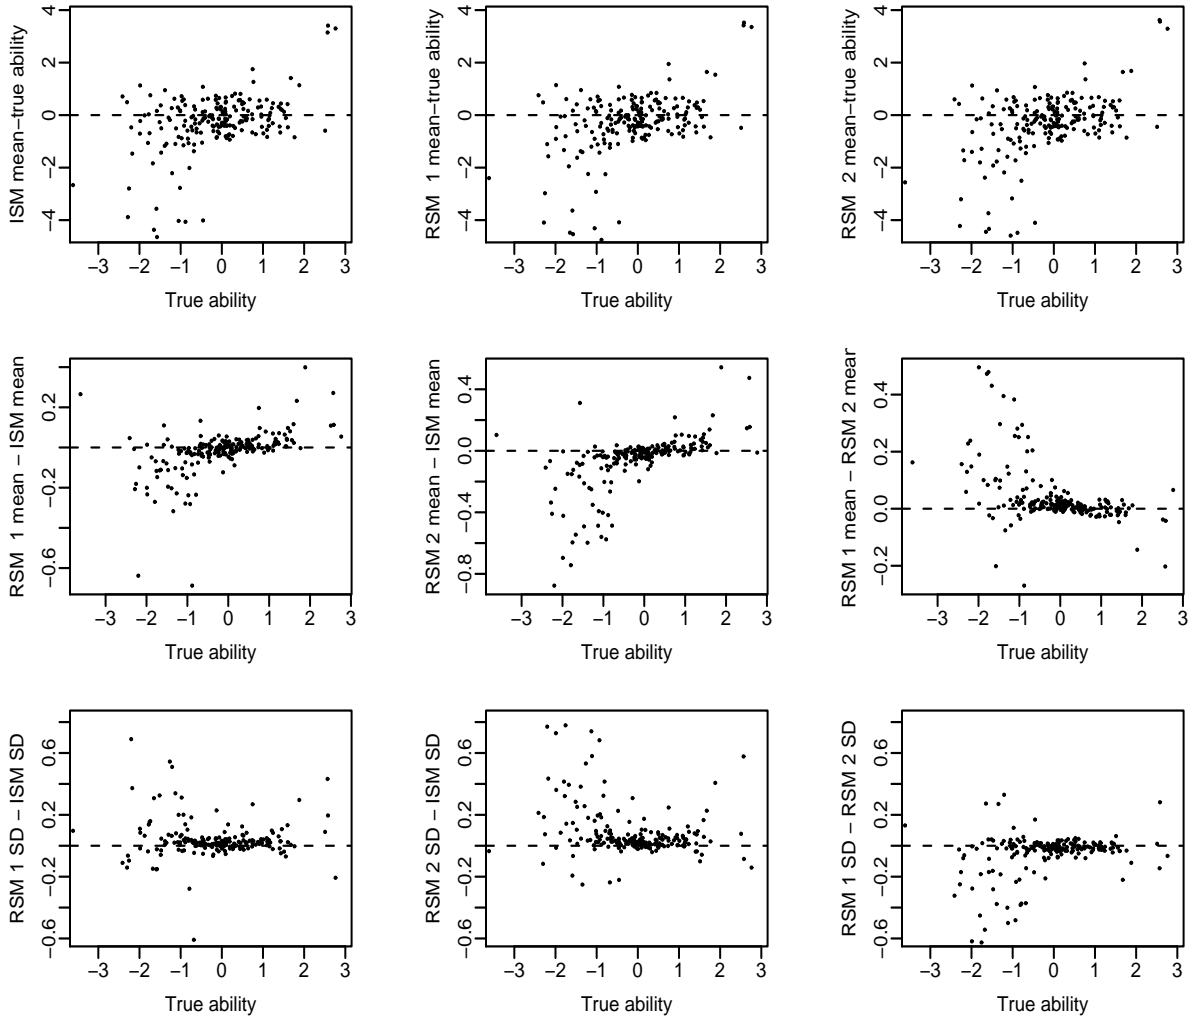 ISM mean−true ability
−4 −2 0 2 4
−3 −2 −1 0 1 2 3
True ability
RSM 1 mean−true ability
−4 −2 0 2 4
−3 −2 −1 0 1 2 3
True ability
RSM 2 mean−true ability
−4 −2 0 2 4
−3 −2 −1 0 1 2 3
True ability
RSM 1 mean − ISM mean
−0.6 −0.2 0.2
−3 −2 −1 0 1 2 3
True ability
RSM 2 mean − ISM mean
−0.8 −0.4 0.0 0.4
−3 −2 −1 0 1 2 3
True ability
RSM 1 mean − RSM 2 mear
−0.2 0.0 0.2 0.4
−3 −2 −1 0 1 2 3
True ability
RSM 1 SD − ISM SD
−0.6 −0.2 0.2 0.6
−3 −2 −1 0 1 2 3
True ability
RSM 2 SD − ISM SD
−0.6 −0.2 0.2 0.6
−3 −2 −1 0 1 2 3
True ability
RSM 1 SD − RSM 2 SD
−0.6 −0.2 0.2 0.6
−3 −2 −1 0 1 2 3
True ability